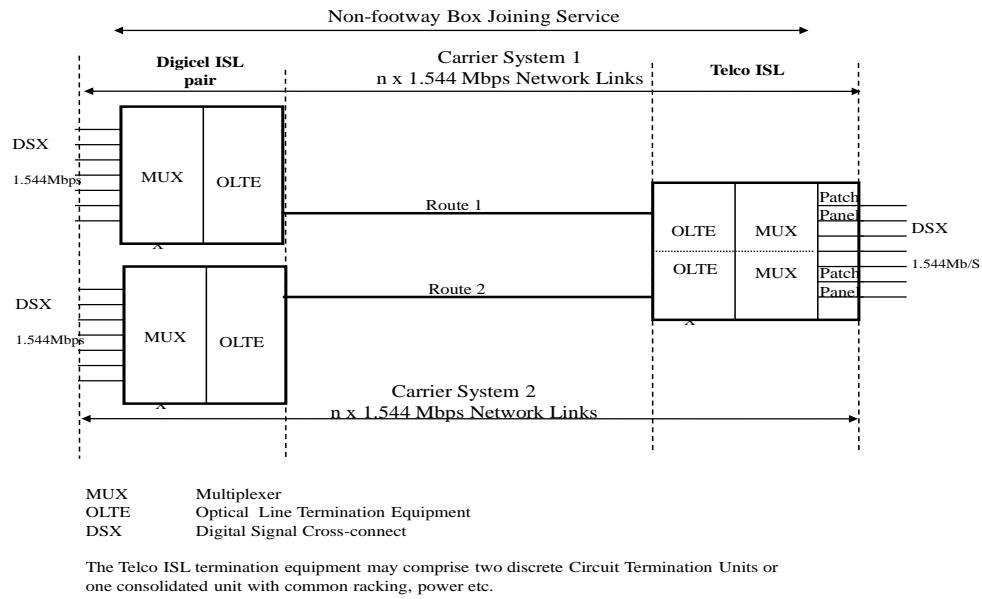 Non-footway Box Joining Service
Carrier System 1
n x 1.544 Mbps Network Links
Digicel ISL
pair
Telco ISL
DSX
1.544Mbps
MUX
OLTE
x
Route 1
OLTE
MUX
Patch
Panel
DSX
1.544Mb/S
OLTE
MUX
Patch
Panel
x
DSX
1.544Mbps
MUX
OLTE
x
Route 2
Carrier System 2
n x 1.544 Mbps Network Links
MUX Multiplexer
OLTE Optical Line Termination Equipment
DSX Digital Signal Cross-connect
The Telco ISL termination equipment may comprise two discrete Circuit Termination Units or
one consolidated unit with common racking, power etc.